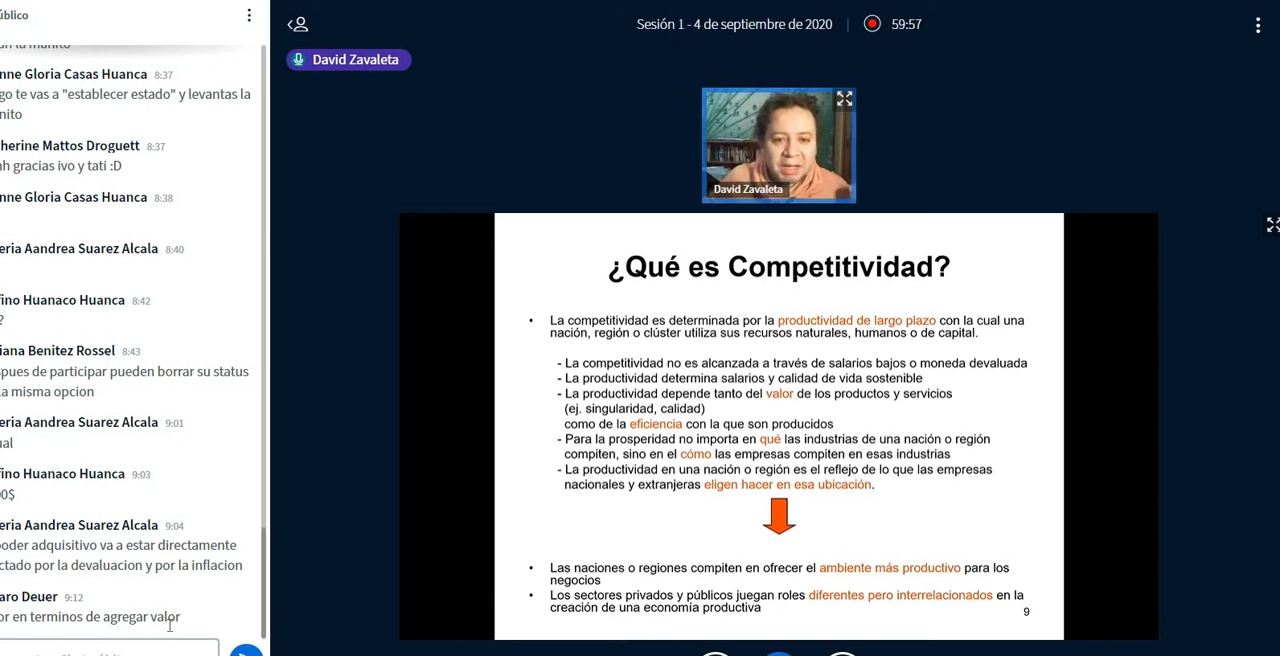 úblico
nne Gloria Casas Huanca 8:37
go te vas a "establecer estado" y levantas la
nito
herine Mattos Droguett 8:37
h gracias ivo y tati :D
nne Gloria Casas Huanca 8:38
eria Aandrea Suarez Alcala 8:40
fino Huanaco Huanca 8:42
?
iana Benitez Rossel 8:43
spues de participar pueden borrar su status
la misma opcion
eria Aandrea Suarez Alcala 9:01
ual
fino Huanaco Huanca 9:03
00$
eria Aandrea Suarez Alcala 9:04
poder adquisitivo va a estar directamente
ctado por la devaluacion y por la inflacion
aro Deuer 9:12
or en terminos de agregar valor
Sesión 1 - 4 de septiembre de 2020 | 59:57
David Zavaleta
David Zavaleta
¿Qué es Competitividad?
• La competitividad es determinada por la productividad de largo plazo con la cual una
nación, región o clúster utiliza sus recursos naturales, humanos o de capital.
- La competitividad no es alcanzada a través de salarios bajos o moneda devaluada
- La productividad determina salarios y calidad de vida sostenible
- La productividad depende tanto del valor de los productos y servicios
(ej. singularidad, calidad)
como de la eficiencia con la que son producidos
- Para la prosperidad no importa en qué las industrias de una nación o región
compiten, sino en el cómo las empresas compiten en esas industrias
- La productividad en una nación o región es el reflejo de lo que las empresas
nacionales y extranjeras eligen hacer en esa ubicación.
• Las naciones o regiones compiten en ofrecer el ambiente más productivo para los
negocios
• Los sectores privados y públicos juegan roles diferentes pero interrelacionados en la
creación de una economía productiva
9